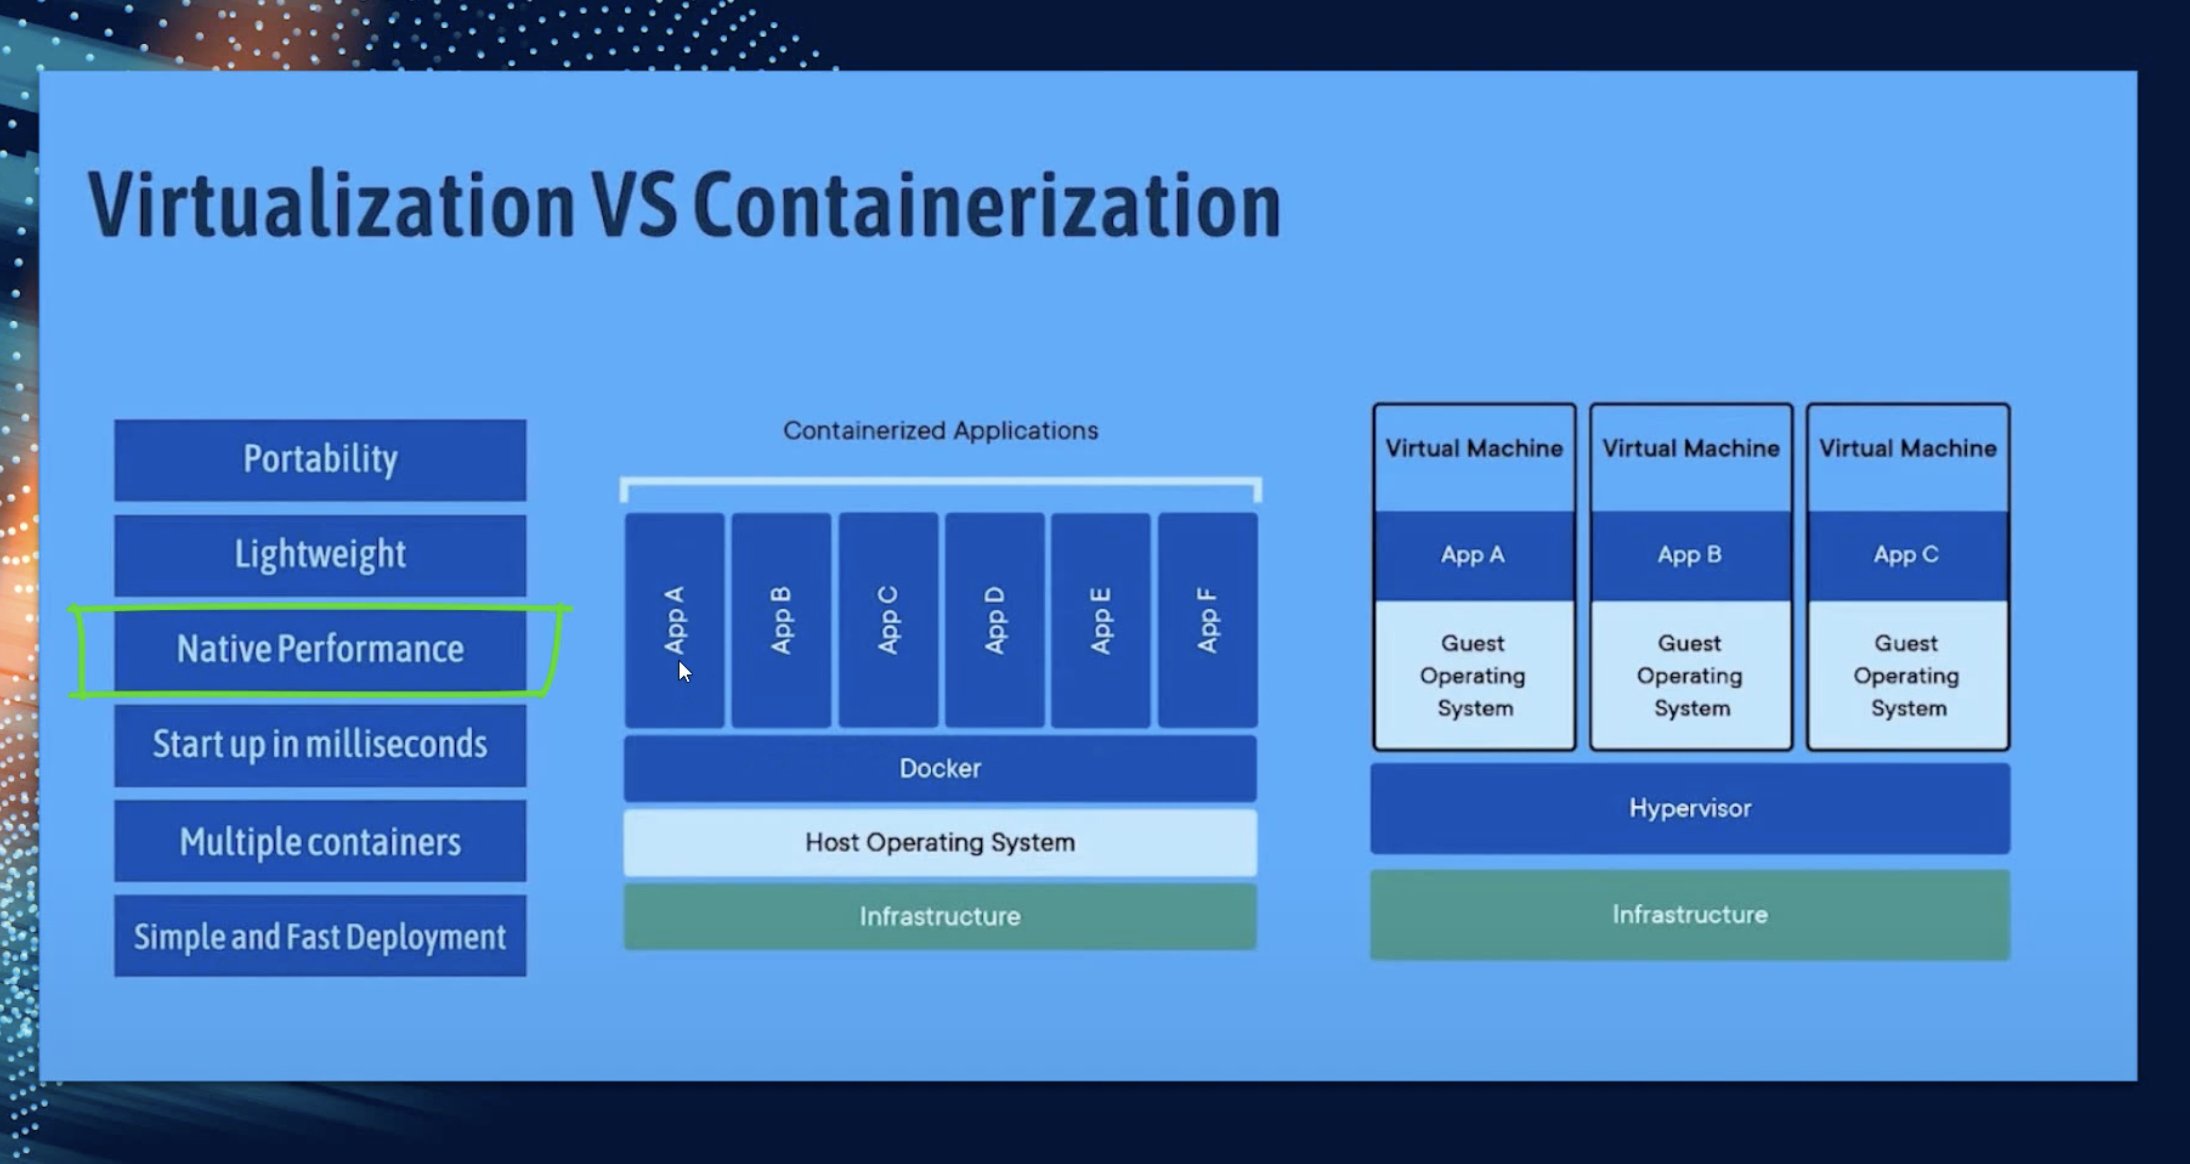 Virtualization VS Containerization
Portability
Lightweight
Native Performance
Start up in milliseconds
Multiple containers
Simple and Fast Deployment
Containerized Applications
App A
App B
App C
App D
App E
App F
Docker
Host Operating System
Infrastructure
Virtual Machine
App A
Guest
Operating
System
Virtual Machine
App B
Guest
Operating
System
Virtual Machine
App C
Guest
Operating
System
Hypervisor
Infrastructure